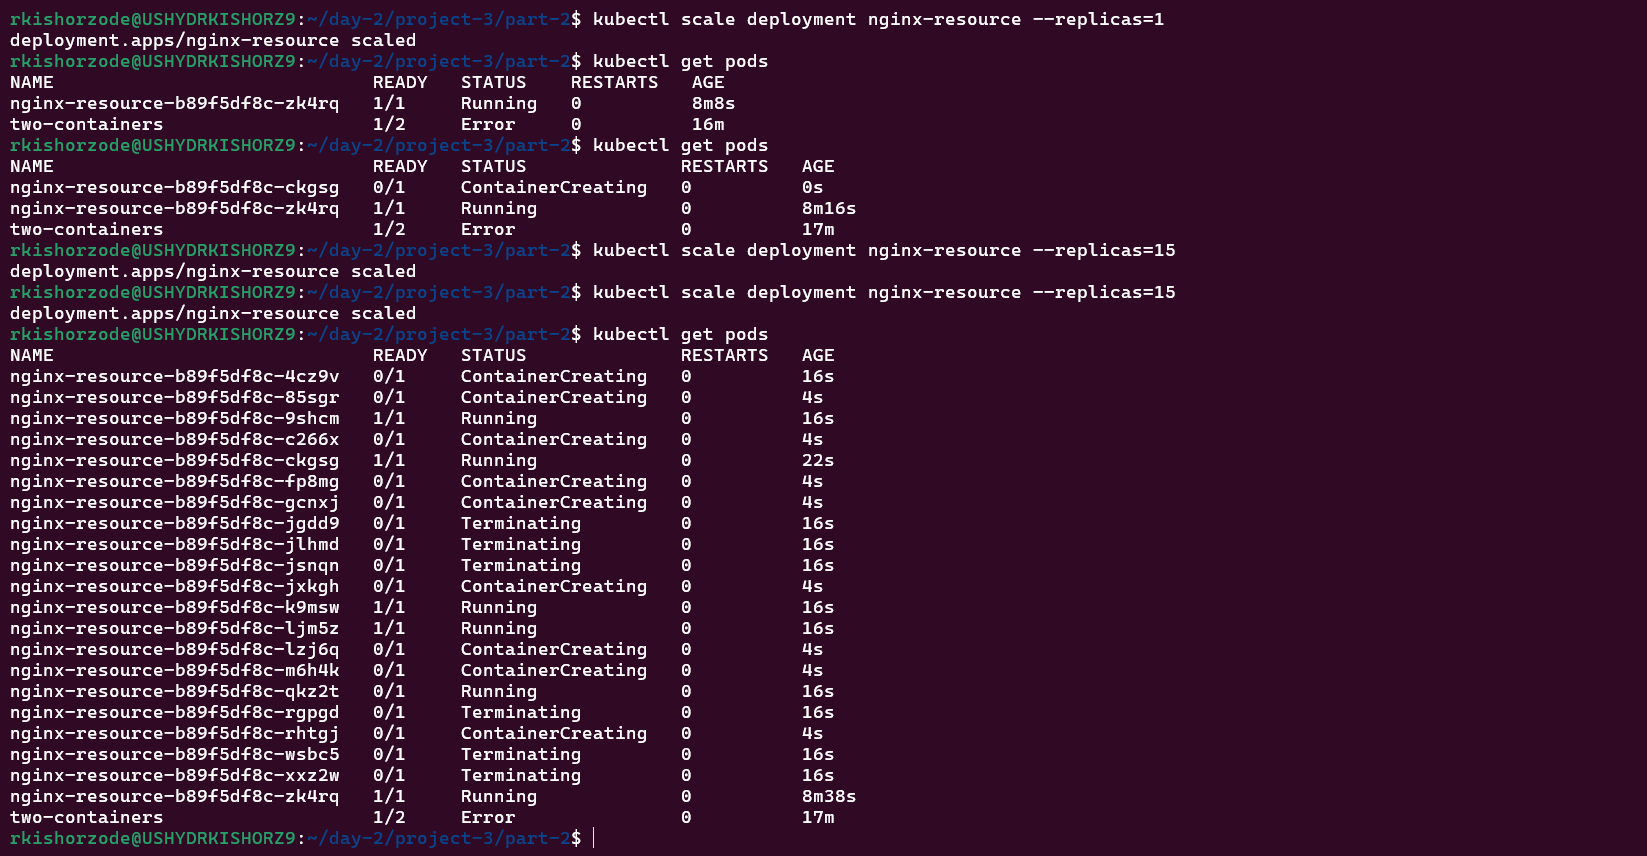 rkishorzode@USHYDRKISHORZ9:~/day-2/project-3/part-2$ kubectl scale deployment nginx-resource --replicas=1
deployment.apps/nginx-resource scaled
rkishorzode@USHYDRKISHORZ9:~/day-2/project-3/part-2$ kubectl get pods
NAME                             READY   STATUS    RESTARTS   AGE
nginx-resource-b89f5df8c-zk4rq   1/1     Running   0          8m8s
two-containers                   1/2     Error     0          16m
rkishorzode@USHYDRKISHORZ9:~/day-2/project-3/part-2$ kubectl get pods
NAME                             READY   STATUS              RESTARTS   AGE
nginx-resource-b89f5df8c-ckgsg   0/1     ContainerCreating   0          0s
nginx-resource-b89f5df8c-zk4rq   1/1     Running             0          8m16s
two-containers                   1/2     Error               0          17m
rkishorzode@USHYDRKISHORZ9:~/day-2/project-3/part-2$ kubectl scale deployment nginx-resource --replicas=15
deployment.apps/nginx-resource scaled
rkishorzode@USHYDRKISHORZ9:~/day-2/project-3/part-2$ kubectl scale deployment nginx-resource --replicas=15
deployment.apps/nginx-resource scaled
rkishorzode@USHYDRKISHORZ9:~/day-2/project-3/part-2$ kubectl get pods
NAME                             READY   STATUS              RESTARTS   AGE
nginx-resource-b89f5df8c-4cz9v   0/1     ContainerCreating   0          16s
nginx-resource-b89f5df8c-85sgr   0/1     ContainerCreating   0          4s
nginx-resource-b89f5df8c-9shcm   1/1     Running             0          16s
nginx-resource-b89f5df8c-c266x   0/1     ContainerCreating   0          4s
nginx-resource-b89f5df8c-ckgsg   1/1     Running             0          22s
nginx-resource-b89f5df8c-fp8mg   0/1     ContainerCreating   0          4s
nginx-resource-b89f5df8c-gcnxj   0/1     ContainerCreating   0          4s
nginx-resource-b89f5df8c-jgdd9   0/1     Terminating         0          16s
nginx-resource-b89f5df8c-jlhmd   0/1     Terminating         0          16s
nginx-resource-b89f5df8c-jsnqn   0/1     Terminating         0          16s
nginx-resource-b89f5df8c-jxkgh   0/1     ContainerCreating   0          4s
nginx-resource-b89f5df8c-k9msw   1/1     Running             0          16s
nginx-resource-b89f5df8c-ljm5z   1/1     Running             0          16s
nginx-resource-b89f5df8c-lzj6q   0/1     ContainerCreating   0          4s
nginx-resource-b89f5df8c-m6h4k   0/1     ContainerCreating   0          4s
nginx-resource-b89f5df8c-qkz2t   0/1     Running             0          16s
nginx-resource-b89f5df8c-rgpgd   0/1     Terminating         0          16s
nginx-resource-b89f5df8c-rhtgj   0/1     ContainerCreating   0          4s
nginx-resource-b89f5df8c-wsbc5   0/1     Terminating         0          16s
nginx-resource-b89f5df8c-xxz2w   0/1     Terminating         0          16s
nginx-resource-b89f5df8c-zk4rq   1/1     Running             0          8m38s
two-containers                   1/2     Error               0          17m
rkishorzode@USHYDRKISHORZ9:~/day-2/project-3/part-2$